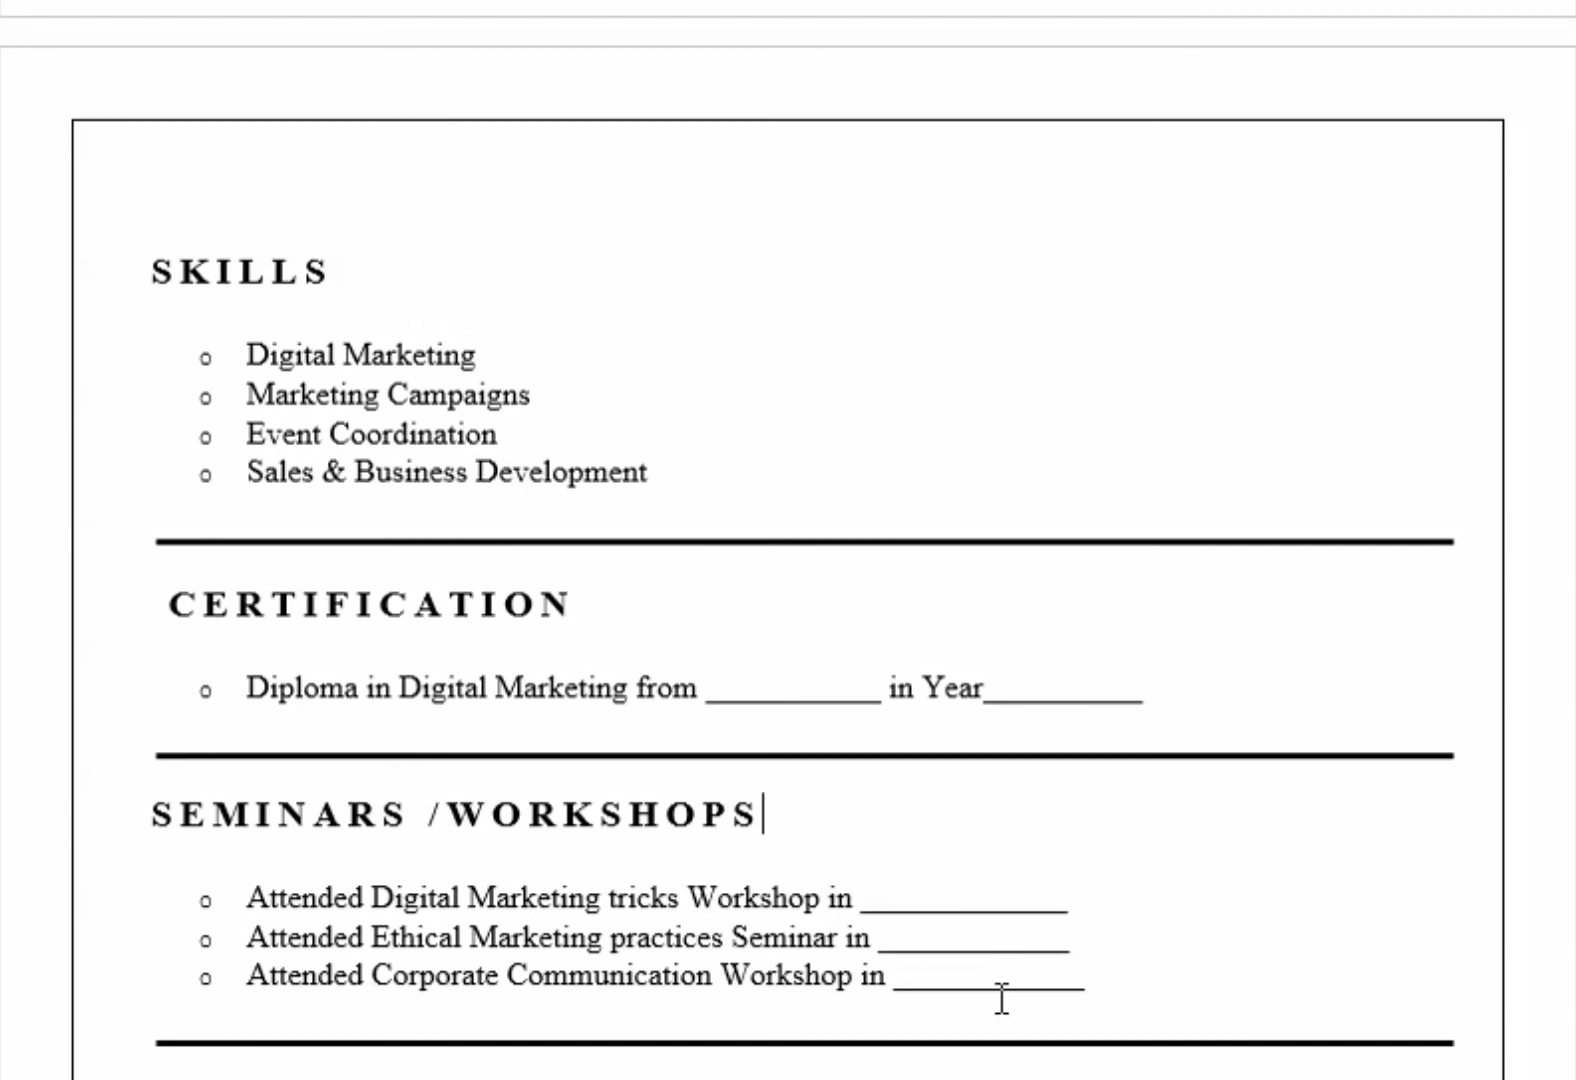 SKILLS
o Digital Marketing
o Marketing Campaigns
o Event Coordination
o Sales & Business Development
CERTIFICATION
o Diploma in Digital Marketing from ___________ in Year__________
SEMINARS /WORKSHOPS
o Attended Digital Marketing tricks Workshop in _____________
o Attended Ethical Marketing practices Seminar in ____________
o Attended Corporate Communication Workshop in ____________